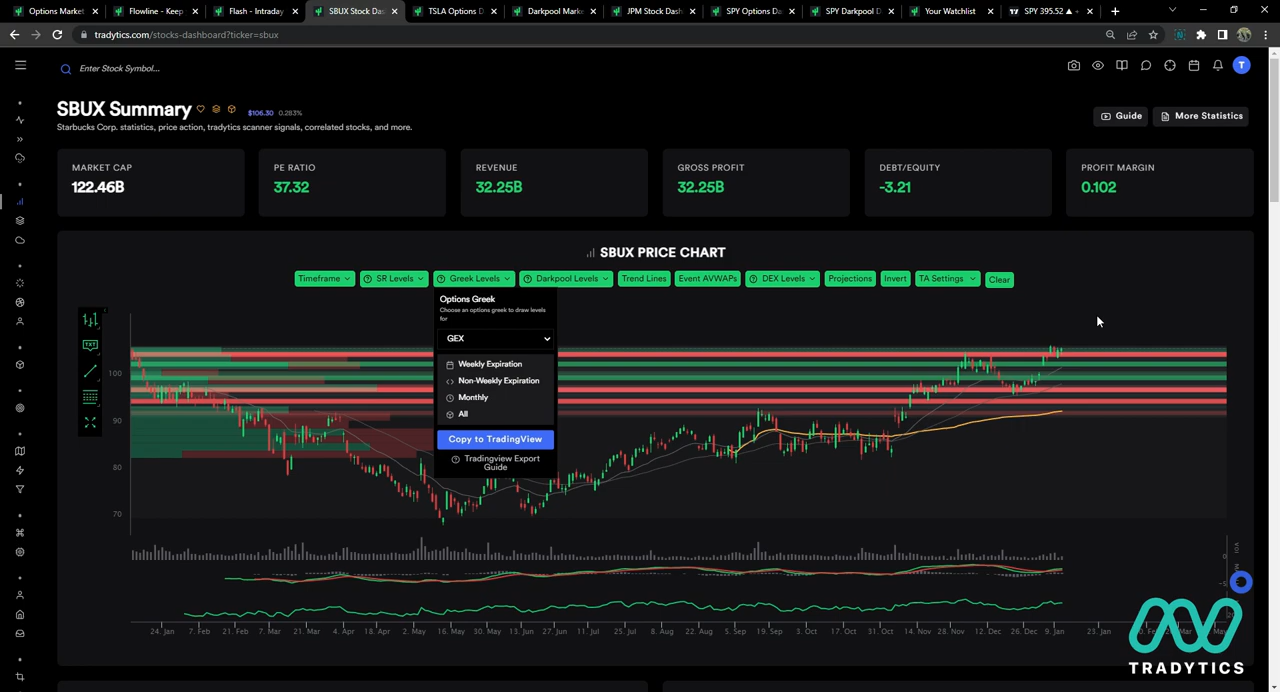 Options Market
Flowline - Keep
Flash - Intraday
SBUX Stock Das
TSLA Options D
Darkpool Marke
JPM Stock Dash
SPY Options Da
SPY Darkpool D
Your Watchlist
SPY 395.52
tradytics.com/stocks-dashboard?ticker=sbux
Enter Stock Symbol...
T
SBUX Summary
$106.30 0.283%
Starbucks Corp. statistics, price action, tradytics scanner signals, correlated stocks, and more.
Guide
More Statistics
MARKET CAP
122.46B
PE RATIO
37.32
REVENUE
32.25B
GROSS PROFIT
32.25B
DEBT/EQUITY
-3.21
PROFIT MARGIN
0.102
SBUX PRICE CHART
Timeframe
SR Levels
Greek Levels
Darkpool Levels
Trend Lines
Event AVWAPs
DEX Levels
Projections
Invert
TA Settings
Clear
Options Greek
Choose an options greek to draw levels
for
GEX
Weekly Expiration
Non-Weekly Expiration
Monthly
All
Copy to TradingView
Tradingview Export
Guide
TXT
100
90
80
70
0
24. Jan
7. Feb
21. Feb
7. Mar
21. Mar
4. Apr
18. Apr
2. May
16. May
30. May
13. Jun
27. Jun
11. Jul
25. Jul
8. Aug
22. Aug
5. Sep
19. Sep
3. Oct
17. Oct
31. Oct
14. Nov
28. Nov
12. Dec
26. Dec
9. Jan
23. Jan
TRADYTICS